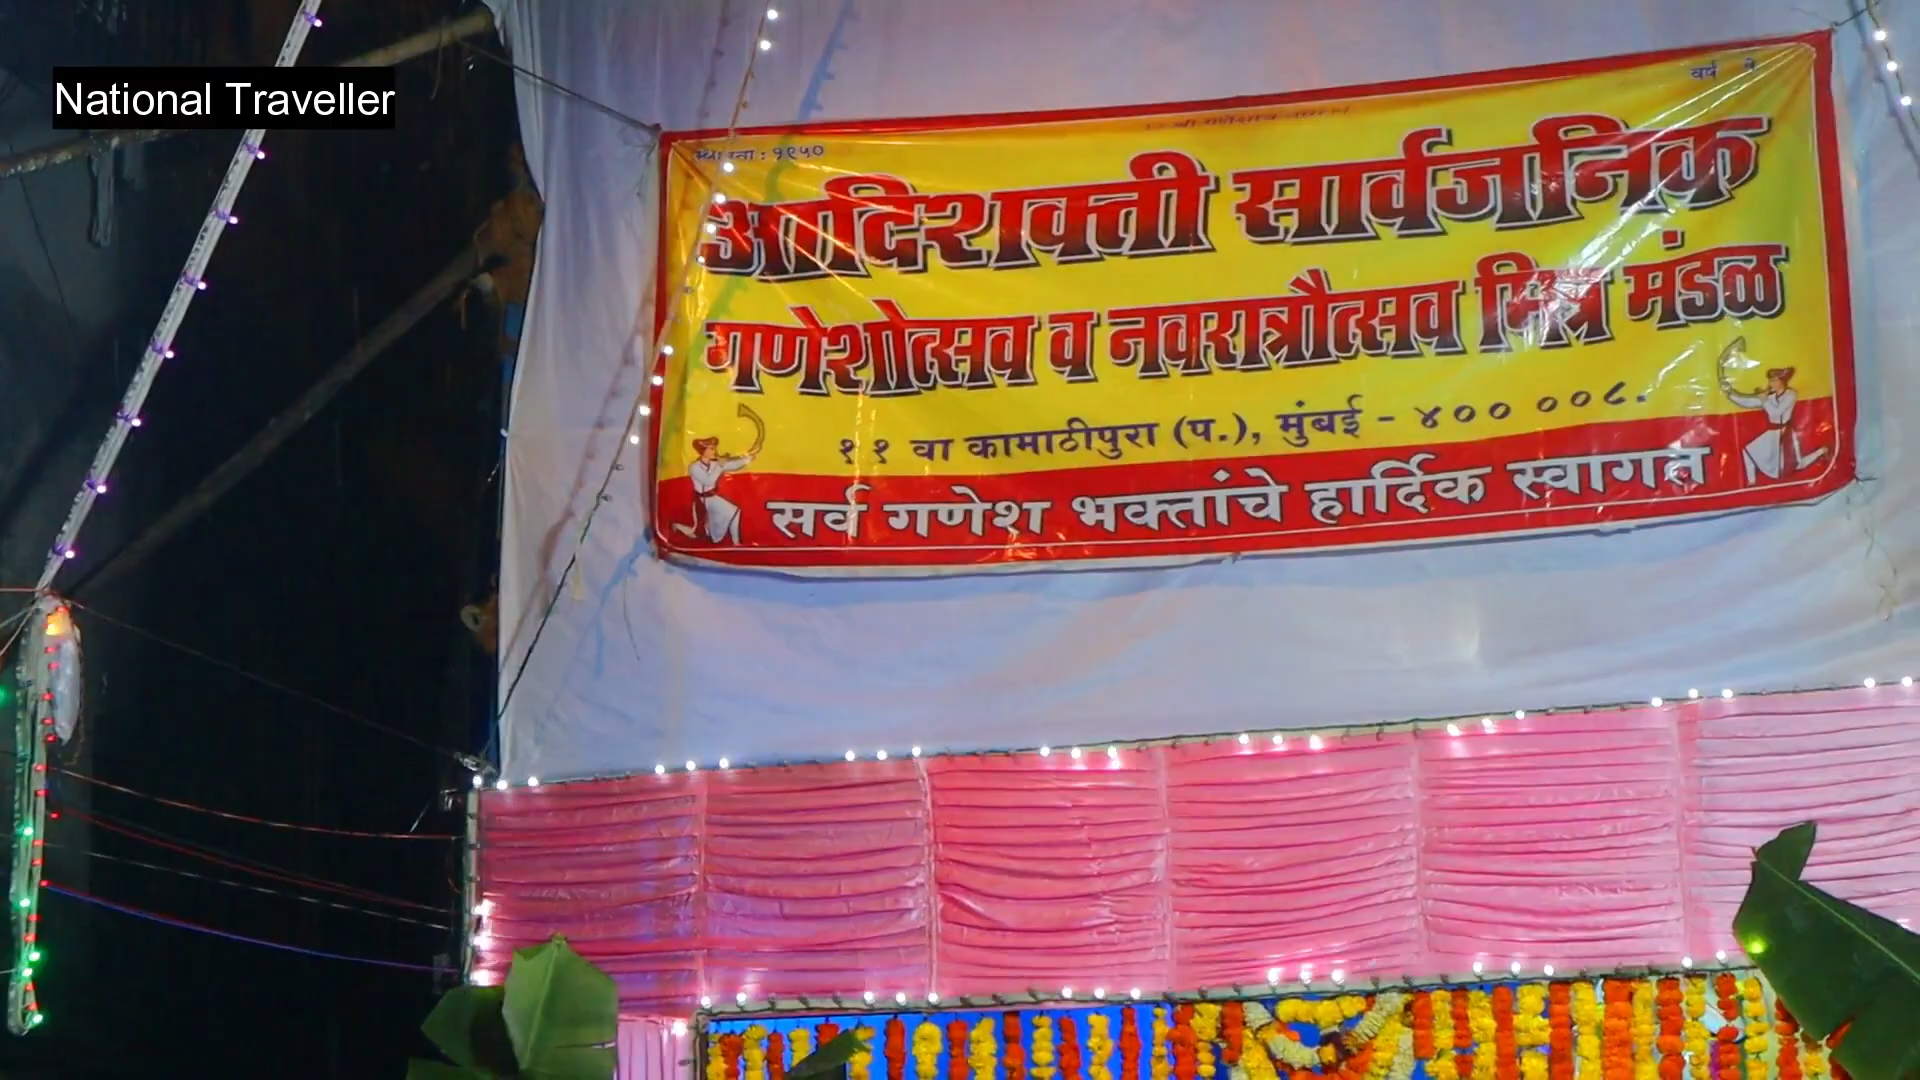 National Traveller
वर्ष
स्थापना : १९५०
आदिशक्ती सार्वजनिक
गणेशोत्सव व नवरात्रौत्सव मित्र मंडळ
११ वा कामाठीपुरा (प.), मुंबई - ४०० ००८.
सर्व गणेश भक्तांचे हार्दिक स्वागत